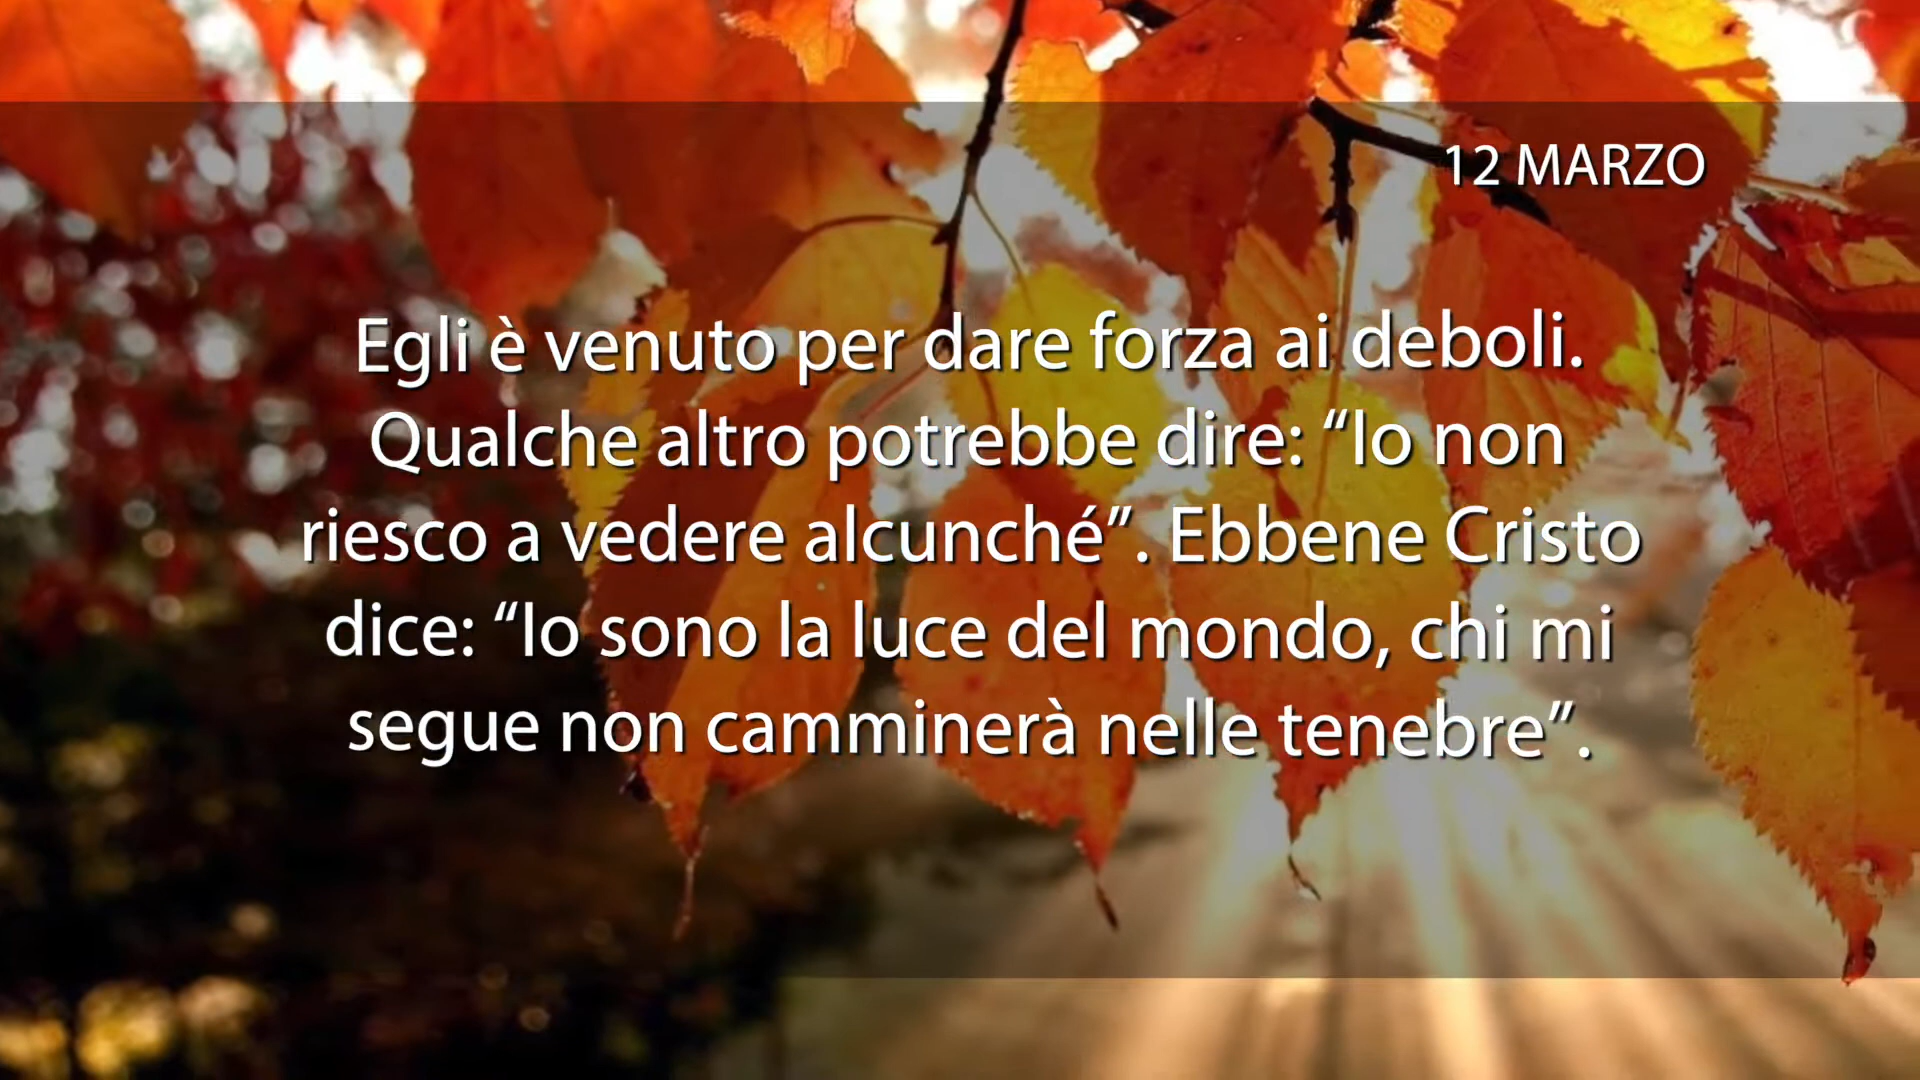 12 MARZO
Egli è venuto per dare forza ai deboli.
Qualche altro potrebbe dire: “Io non
riesco a vedere alcunché”. Ebbene Cristo
dice: “Io sono la luce del mondo, chi mi
segue non camminerà nelle tenebre”.